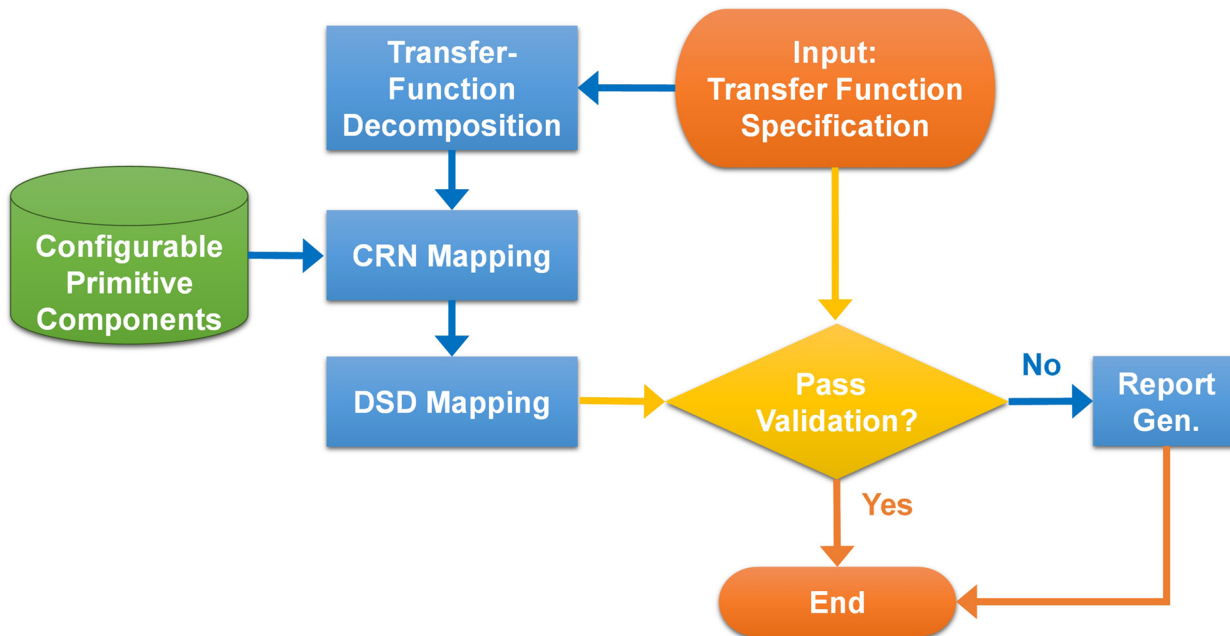 Transfer-
Function
Decomposition
Input:
Transfer Function
Specification
Configurable
Primitive
Components
CRN Mapping
DSD Mapping
Pass
Validation?
No
Report
Gen.
Yes
End